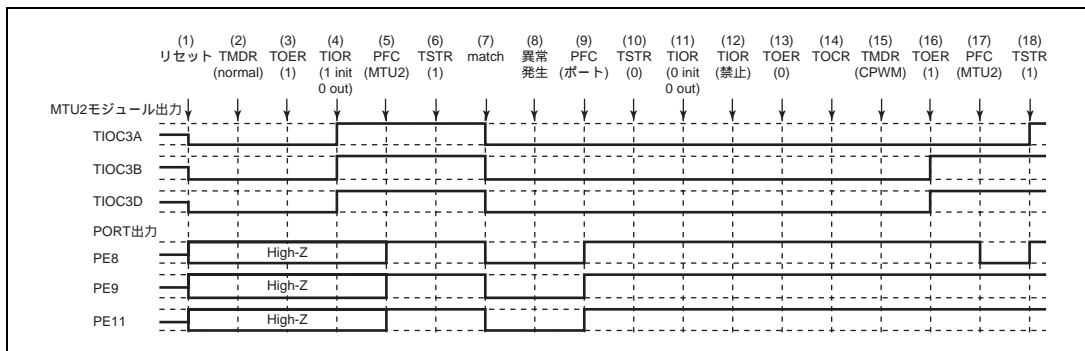 (1) (2) (3) (4) (5) (6) (7) (8) (9) (10) (11) (12) (13) (14) (15) (16) (17) (18)
リセット TMDR TOER TIOR PFC TSTR match 異常 PFC TSTR TIOR TIOR TOER TOCR TMDR TOER PFC TSTR
(normal) (1) (1 init (MTU2) (1) 発生 (ポート) (0) (0 init (禁止) (0) (CPWM) (1) (MTU2) (1)
0 out) 0 out)
MTU2モジュール出力
TIOC3A
TIOC3B
TIOC3D
PORT出力
PE8 High-Z
PE9 High-Z
PE11 High-Z